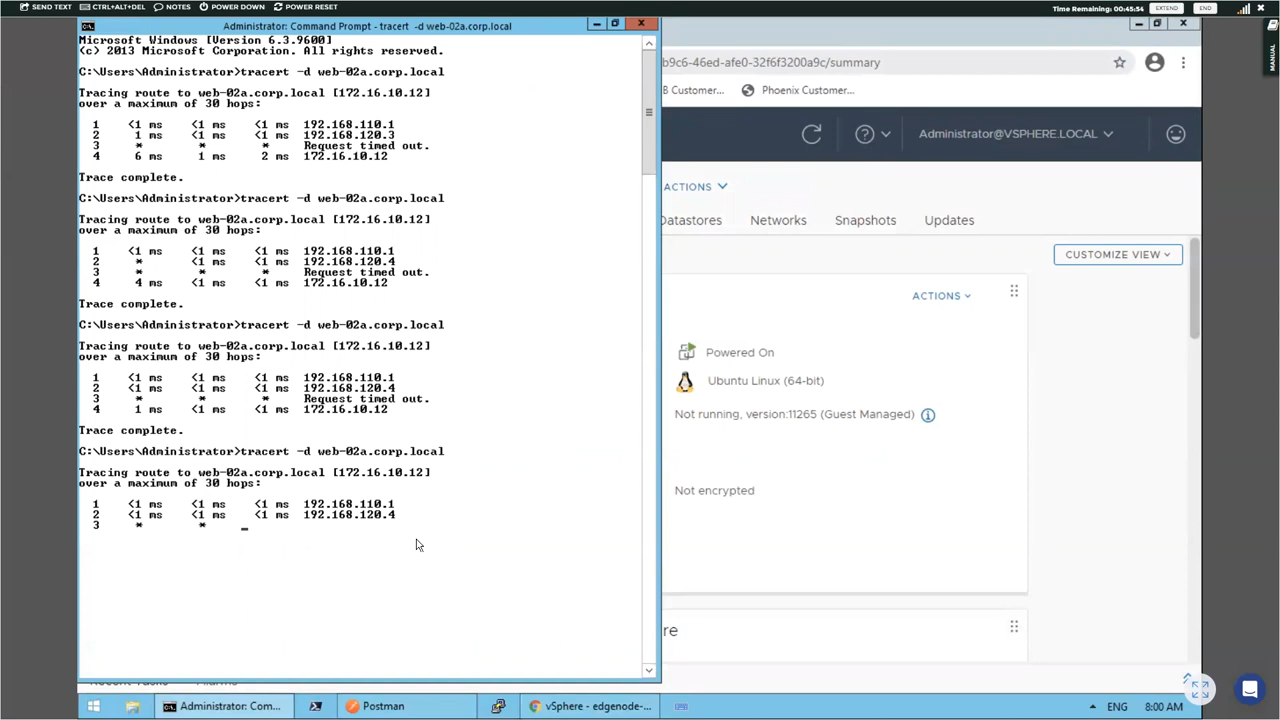 SEND TEXT CTRL+ALT+DEL NOTES POWER DOWN POWER RESET Time Remaining: 00:45:54 EXTEND END
MANUAL
Administrator: Command Prompt - tracert -d web-02a.corp.local
Microsoft Windows [Version 6.3.9600]
(c) 2013 Microsoft Corporation. All rights reserved.
C:\Users\Administrator>tracert -d web-02a.corp.local
Tracing route to web-02a.corp.local [172.16.10.12]
over a maximum of 30 hops:
1 <1 ms <1 ms <1 ms 192.168.110.1
2 1 ms <1 ms <1 ms 192.168.120.3
3 * * * Request timed out.
4 6 ms 1 ms 2 ms 172.16.10.12
Trace complete.
C:\Users\Administrator>tracert -d web-02a.corp.local
Tracing route to web-02a.corp.local [172.16.10.12]
over a maximum of 30 hops:
1 <1 ms <1 ms <1 ms 192.168.110.1
2 * <1 ms <1 ms 192.168.120.4
3 * * * Request timed out.
4 4 ms <1 ms <1 ms 172.16.10.12
Trace complete.
C:\Users\Administrator>tracert -d web-02a.corp.local
Tracing route to web-02a.corp.local [172.16.10.12]
over a maximum of 30 hops:
1 <1 ms <1 ms <1 ms 192.168.110.1
2 <1 ms <1 ms <1 ms 192.168.120.4
3 * * * Request timed out.
4 1 ms <1 ms <1 ms 172.16.10.12
Trace complete.
C:\Users\Administrator>tracert -d web-02a.corp.local
Tracing route to web-02a.corp.local [172.16.10.12]
over a maximum of 30 hops:
1 <1 ms <1 ms <1 ms 192.168.110.1
2 <1 ms <1 ms <1 ms 192.168.120.4
3 * * _
b9c6-46ed-afe0-32f6f3200a9c/summary
B Customer... Phoenix Customer...
Administrator@VSPHERE.LOCAL
ACTIONS
Datastores Networks Snapshots Updates
CUSTOMIZE VIEW
ACTIONS
Powered On
Ubuntu Linux (64-bit)
Not running, version:11265 (Guest Managed)
Not encrypted
re
Recent Tasks Alarms
Administrator: Com... Postman vSphere - edgenode-... ENG 8:00 AM